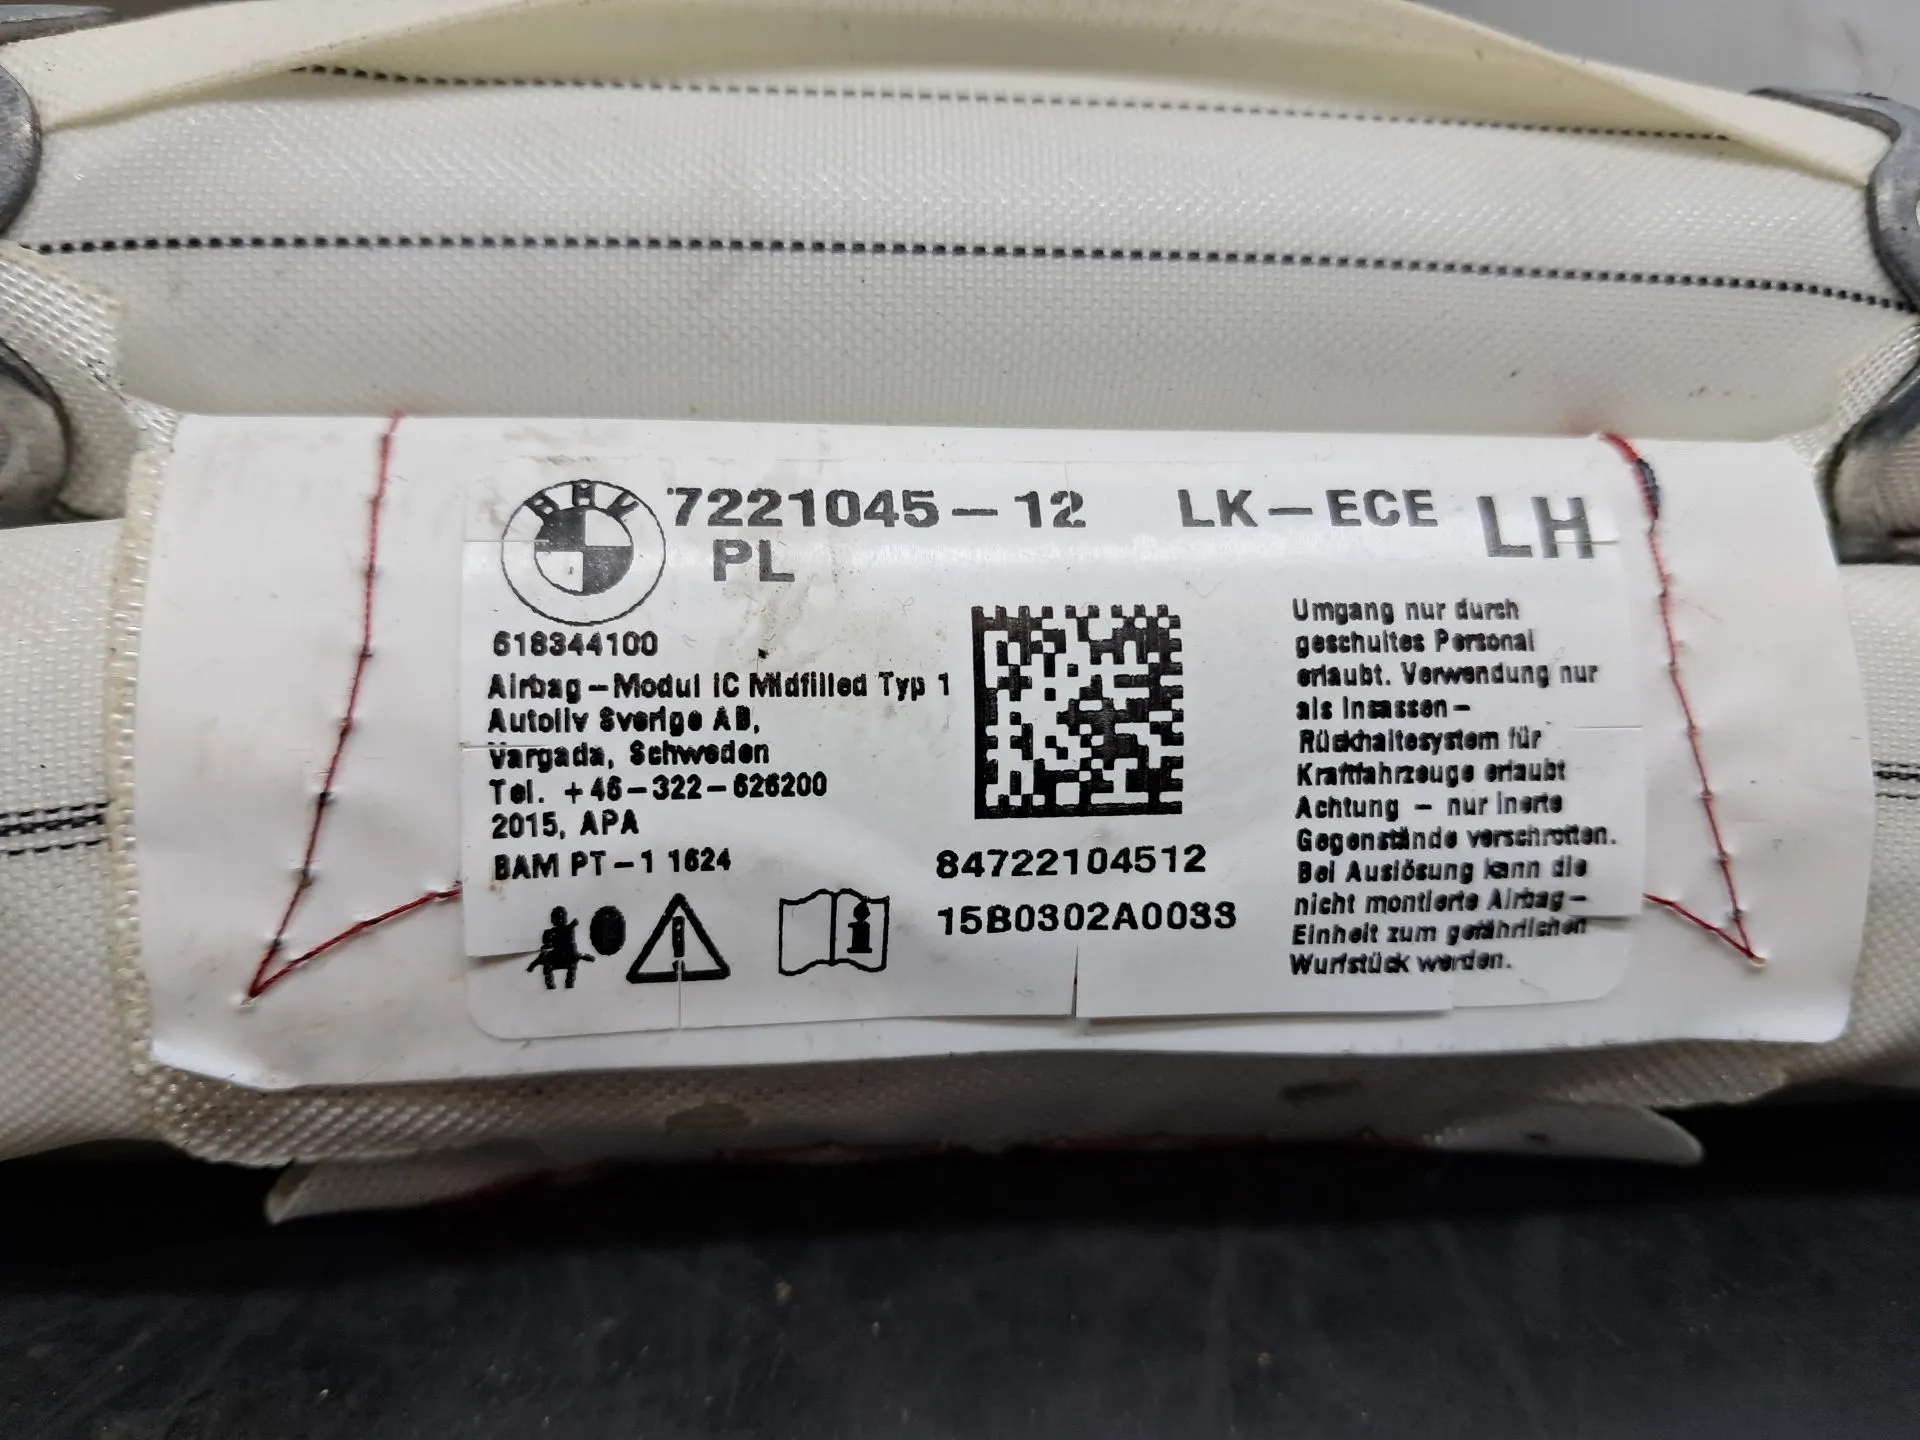 BMW
7221045-12 LK-ECE LH
PL
618344100
Airbag-Modul IC Midfilled Typ 1
Autoliv Sverige AB,
Vargada, Schweden
Tel. +46-322-626200
2015, APA
BAM PT-1 1624
84722104512
15B0302A0033
Umgang nur durch
geschultes Personal
erlaubt. Verwendung nur
als Insassen-
Rückhaltesystem für
Kraftfahrzeuge erlaubt
Achtung - nur inerte
Gegenstände verschrotten.
Bei Auslösung kann die
nicht montierte Airbag-
Einheit zum gefährlichen
Wurfstück werden.